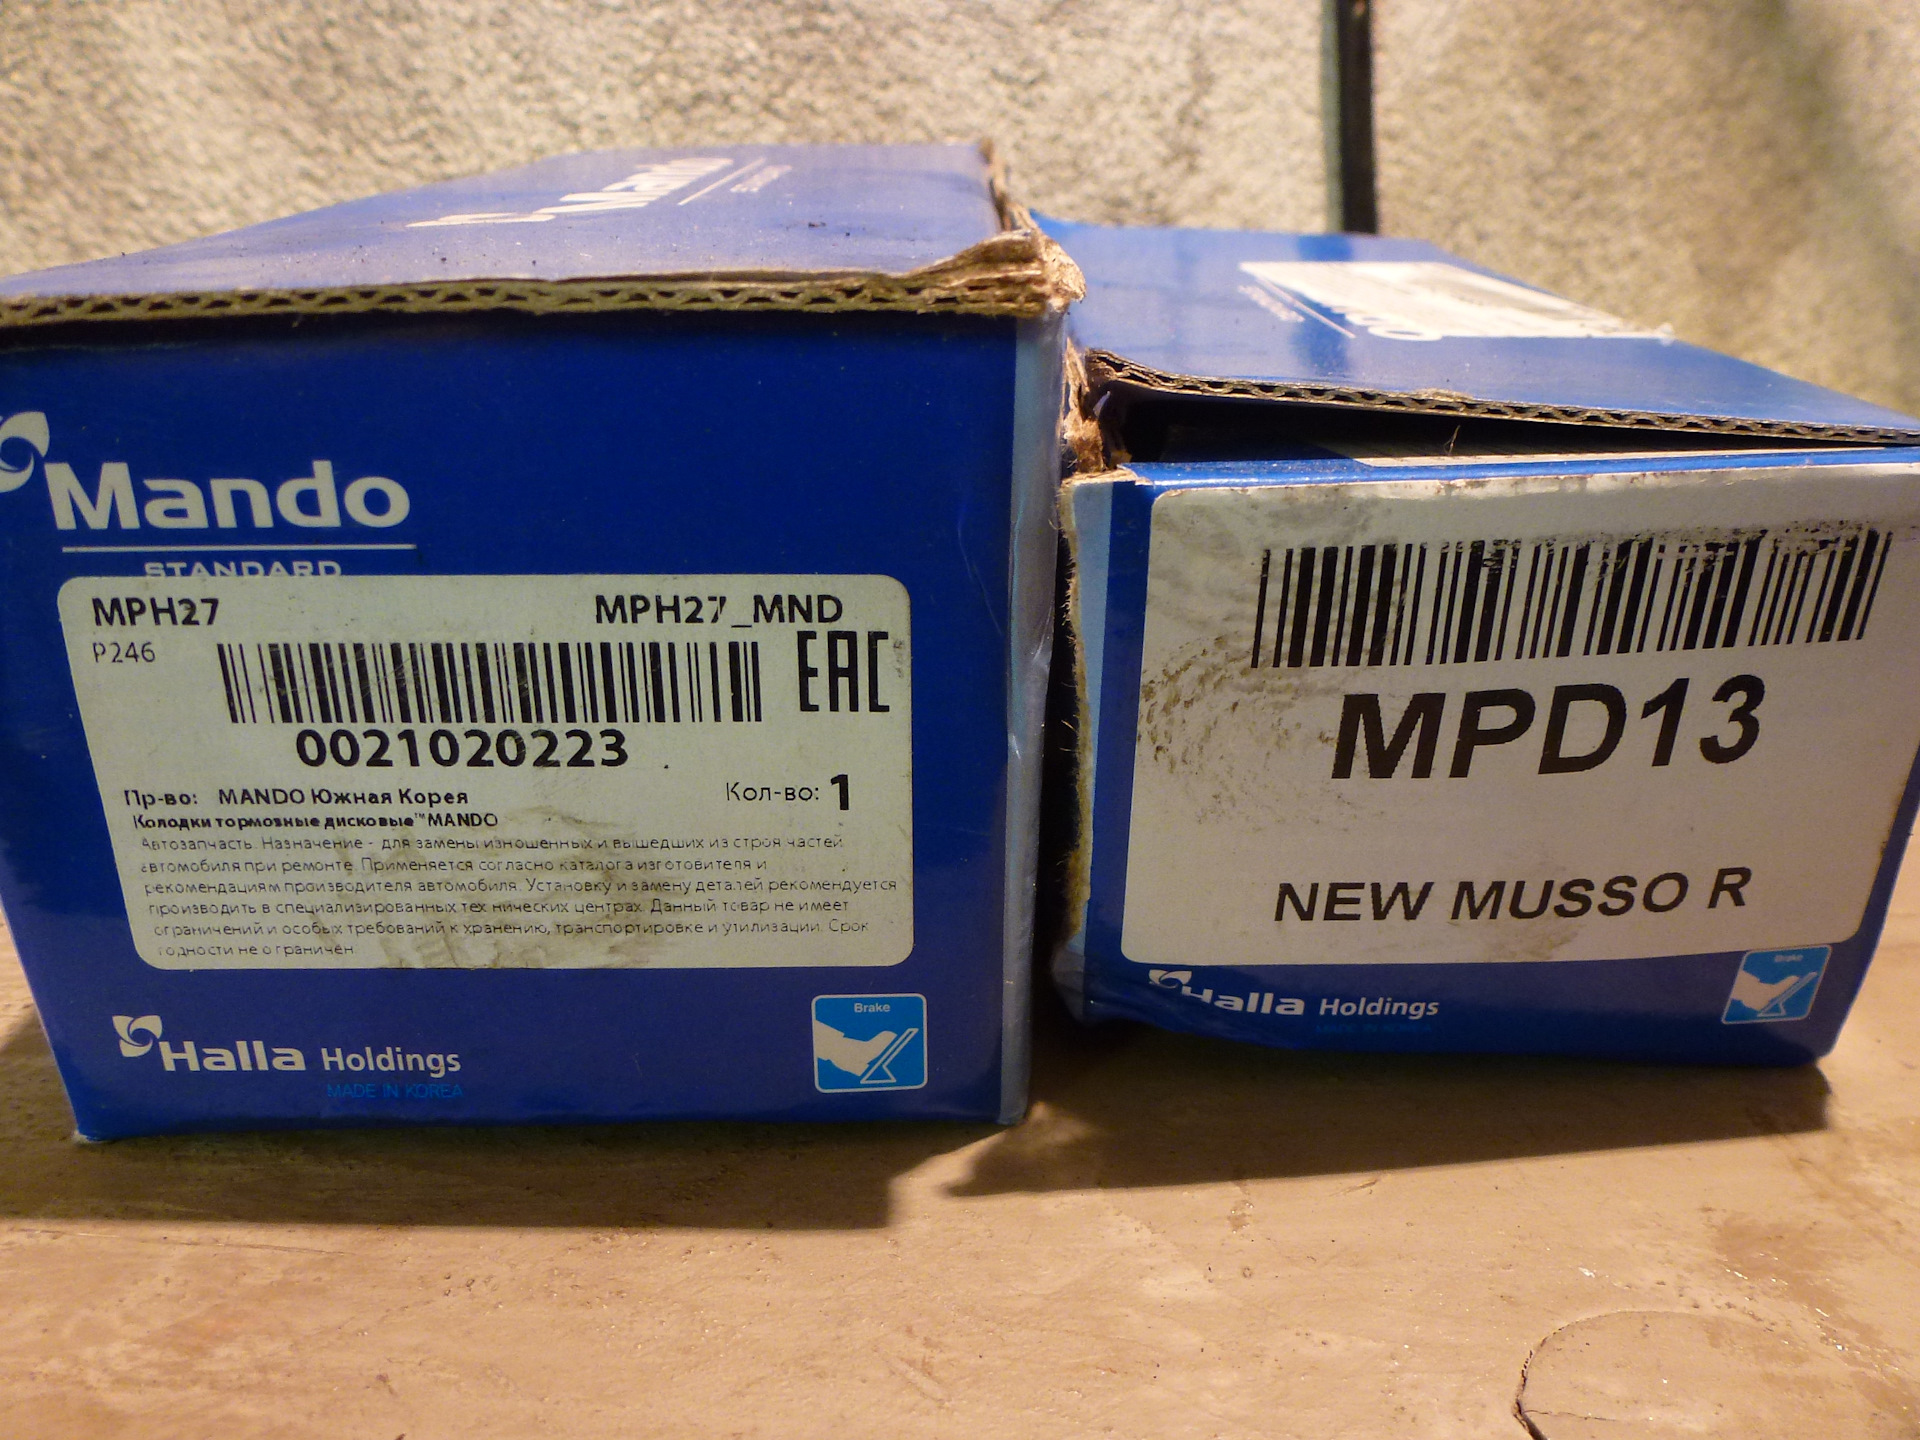 Mando
Mando
STANDARD
MPH27 MPH27_MND
P246
EAC
0021020223
Пр-во: MANDO Южная Корея Кол-во: 1
Колодки тормозные дисковые™MANDO
Автозапчасть. Назначение - для замены изношенных и вышедших из строя частей
автомобиля при ремонте. Применяется согласно каталога изготовителя и
рекомендациям производителя автомобиля. Установку и замену деталей рекомендуется
производить в специализированных технических центрах. Данный товар не имеет
ограничений и особых требований к хранению, транспортировке и утилизации. Срок
годности не ограничен
Halla Holdings
MADE IN KOREA
Brake
MPD13
NEW MUSSO R
Halla Holdings
Brake